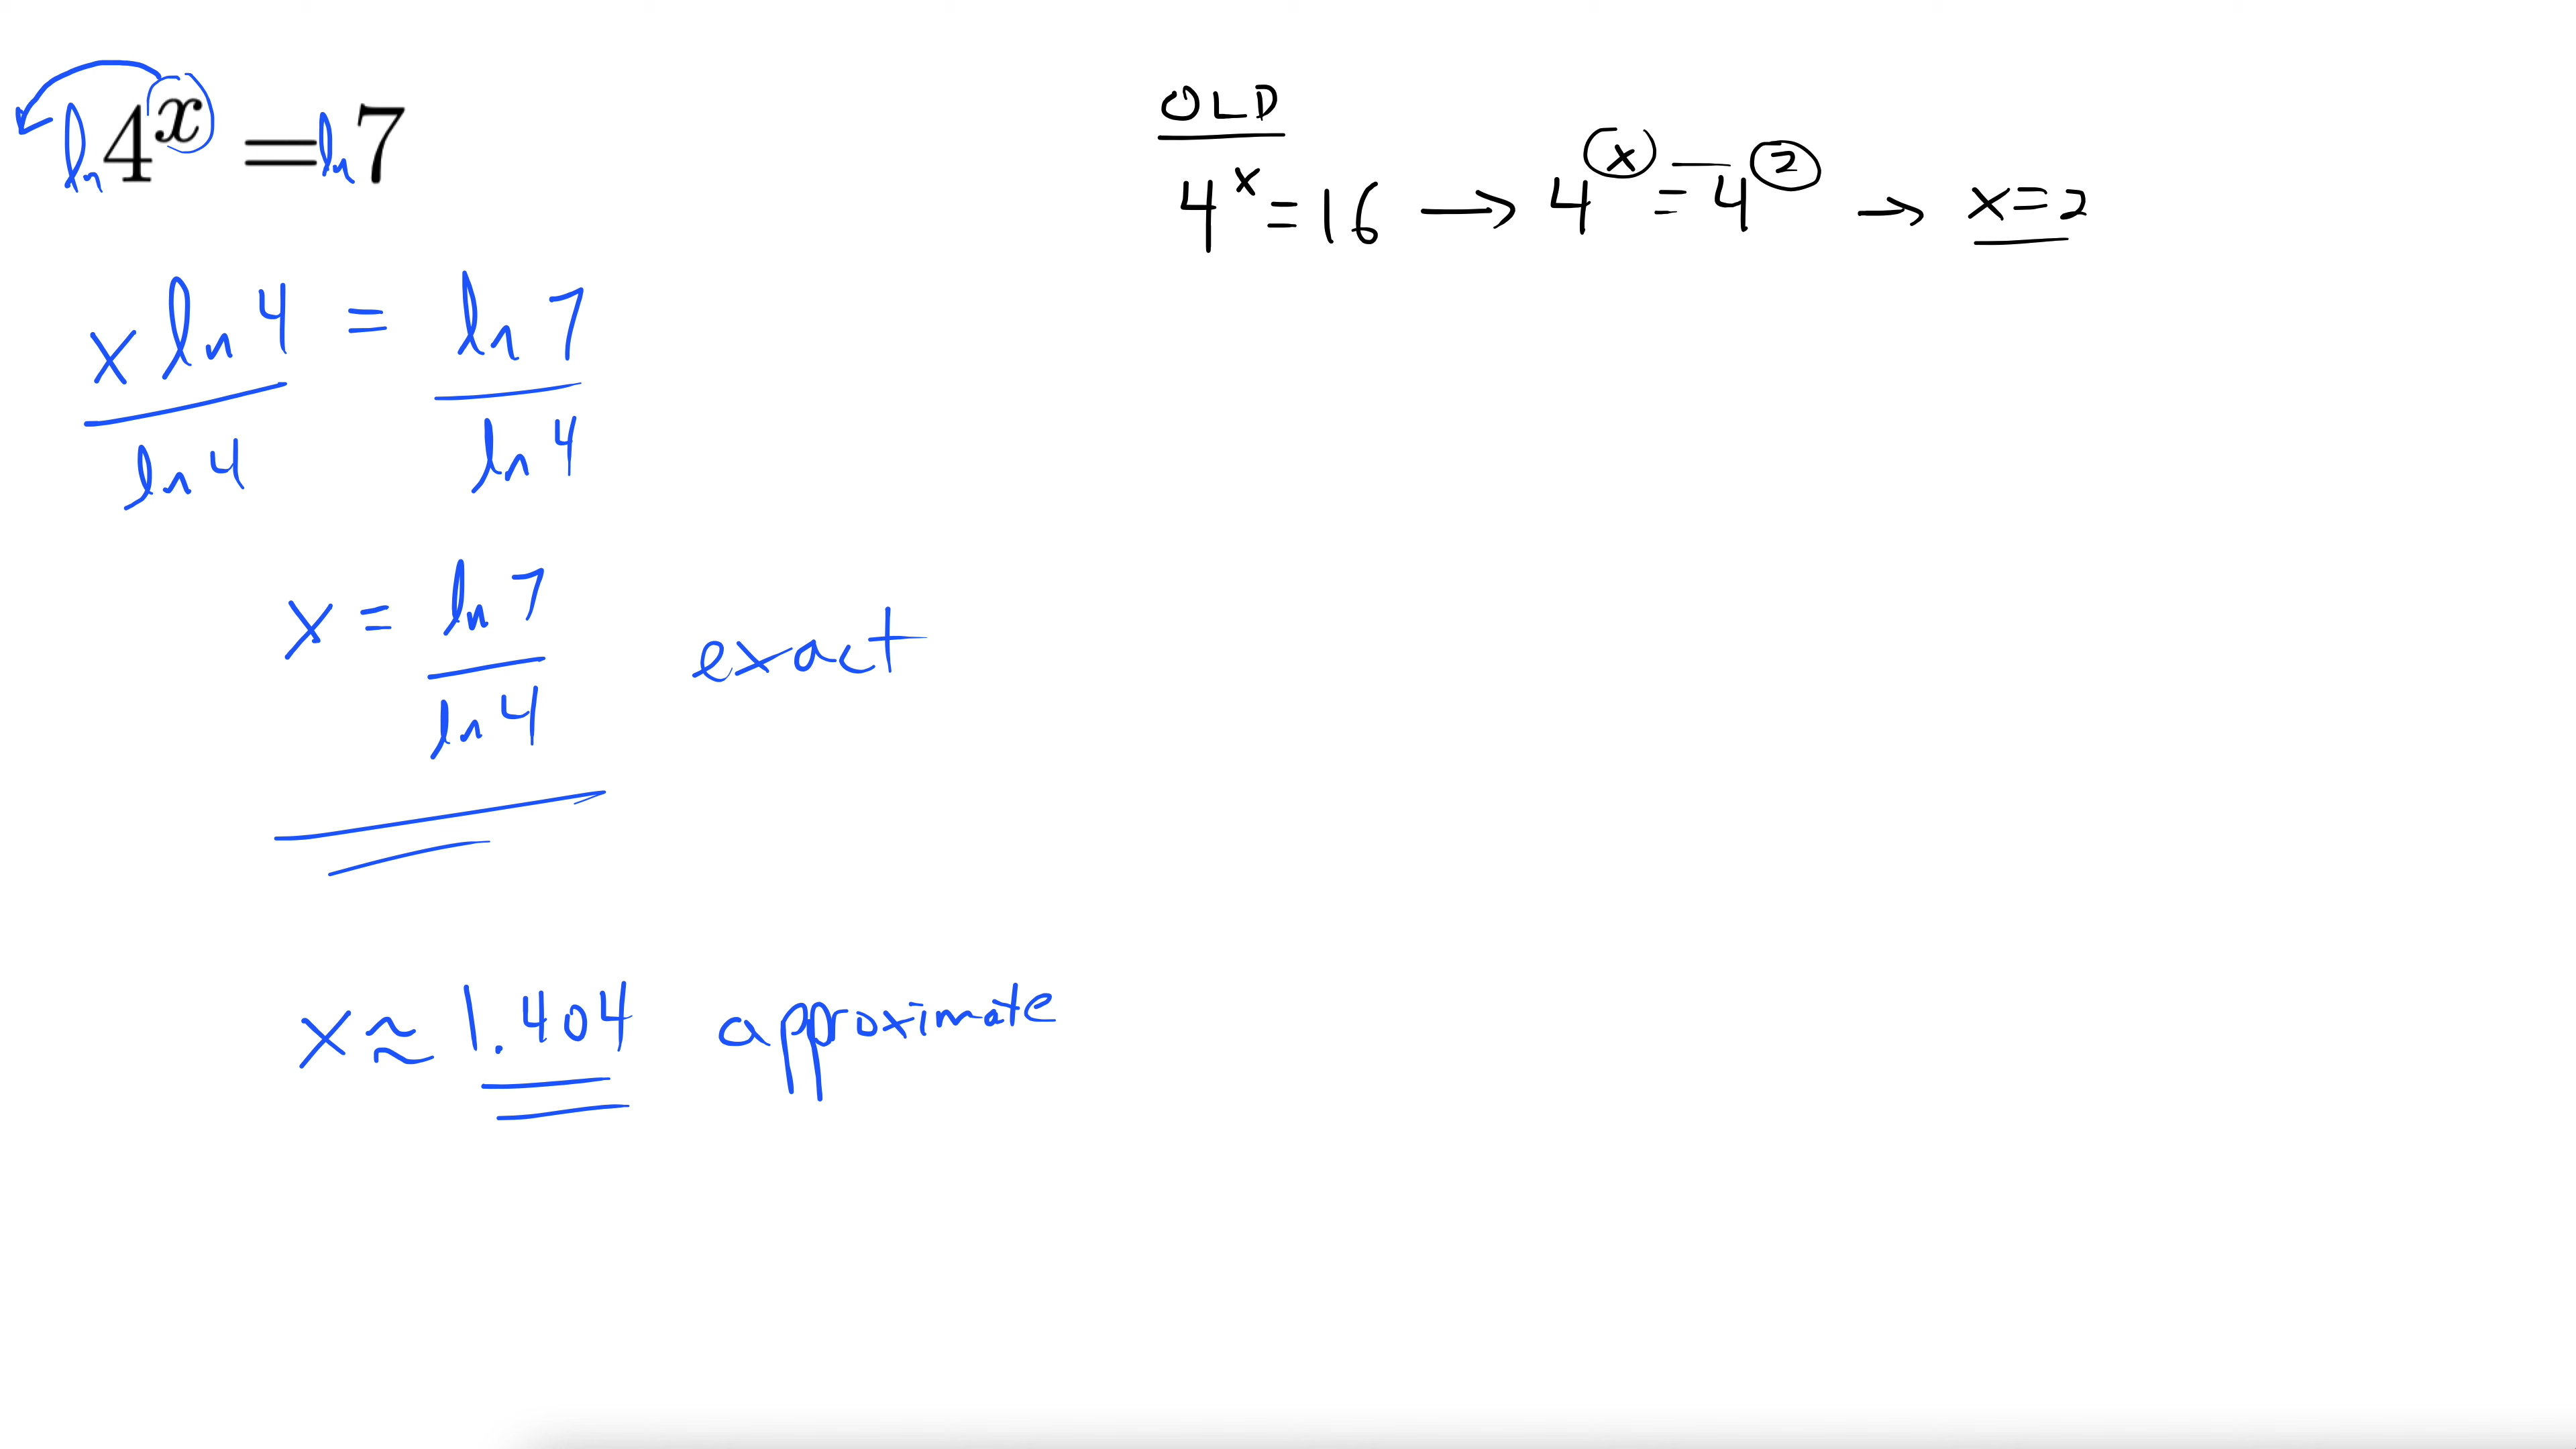 ln 4^x = ln 7
x ln 4 / ln 4 = ln 7 / ln 4
x = ln 7 / ln 4 exact
x ≈ 1.404 approximate
OLD
4^x = 16 → 4^x = 4^2 → x = 2